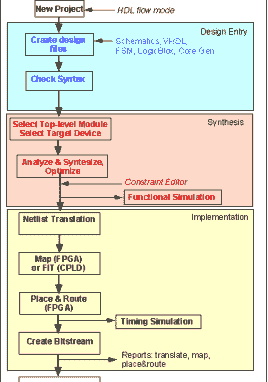 New Project
HDL flow mode
Design Entry
Create design
files
Schematics, VHDL,
FSM, LogicBlox, Core Gen
Check Syntax
Synthesis
Select Top-level Module
Select Target Device
Analyze & Syntesize,
Optimize
Constraint Editor
Functional Simulation
Implementation
Netlist Translation
Map (FPGA)
or FIT (CPLD)
Place & Route
(FPGA)
Timing Simulation
Create Bitstream
Reports: translate, map,
place&route